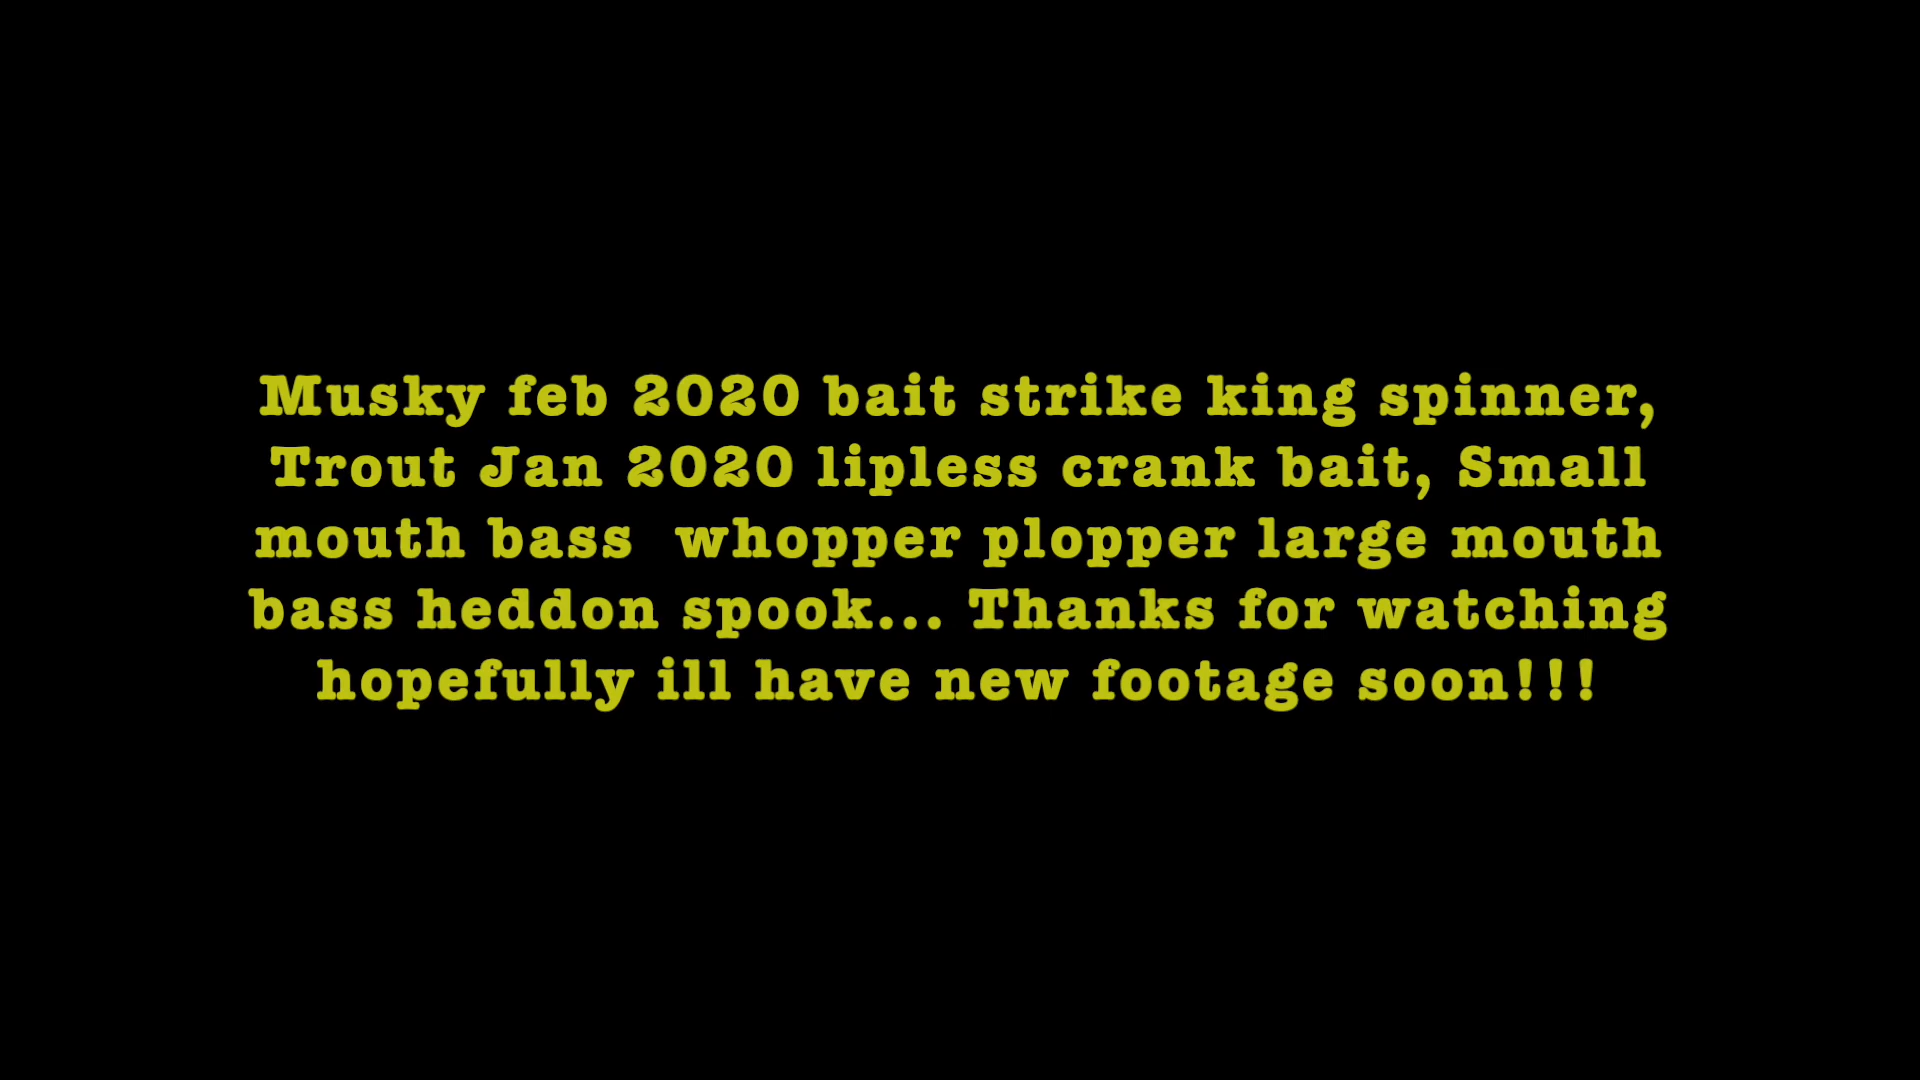 Musky feb 2020 bait strike king spinner,
Trout Jan 2020 lipless crank bait, Small
mouth bass  whopper plopper large mouth
bass heddon spook... Thanks for watching
hopefully ill have new footage soon!!!